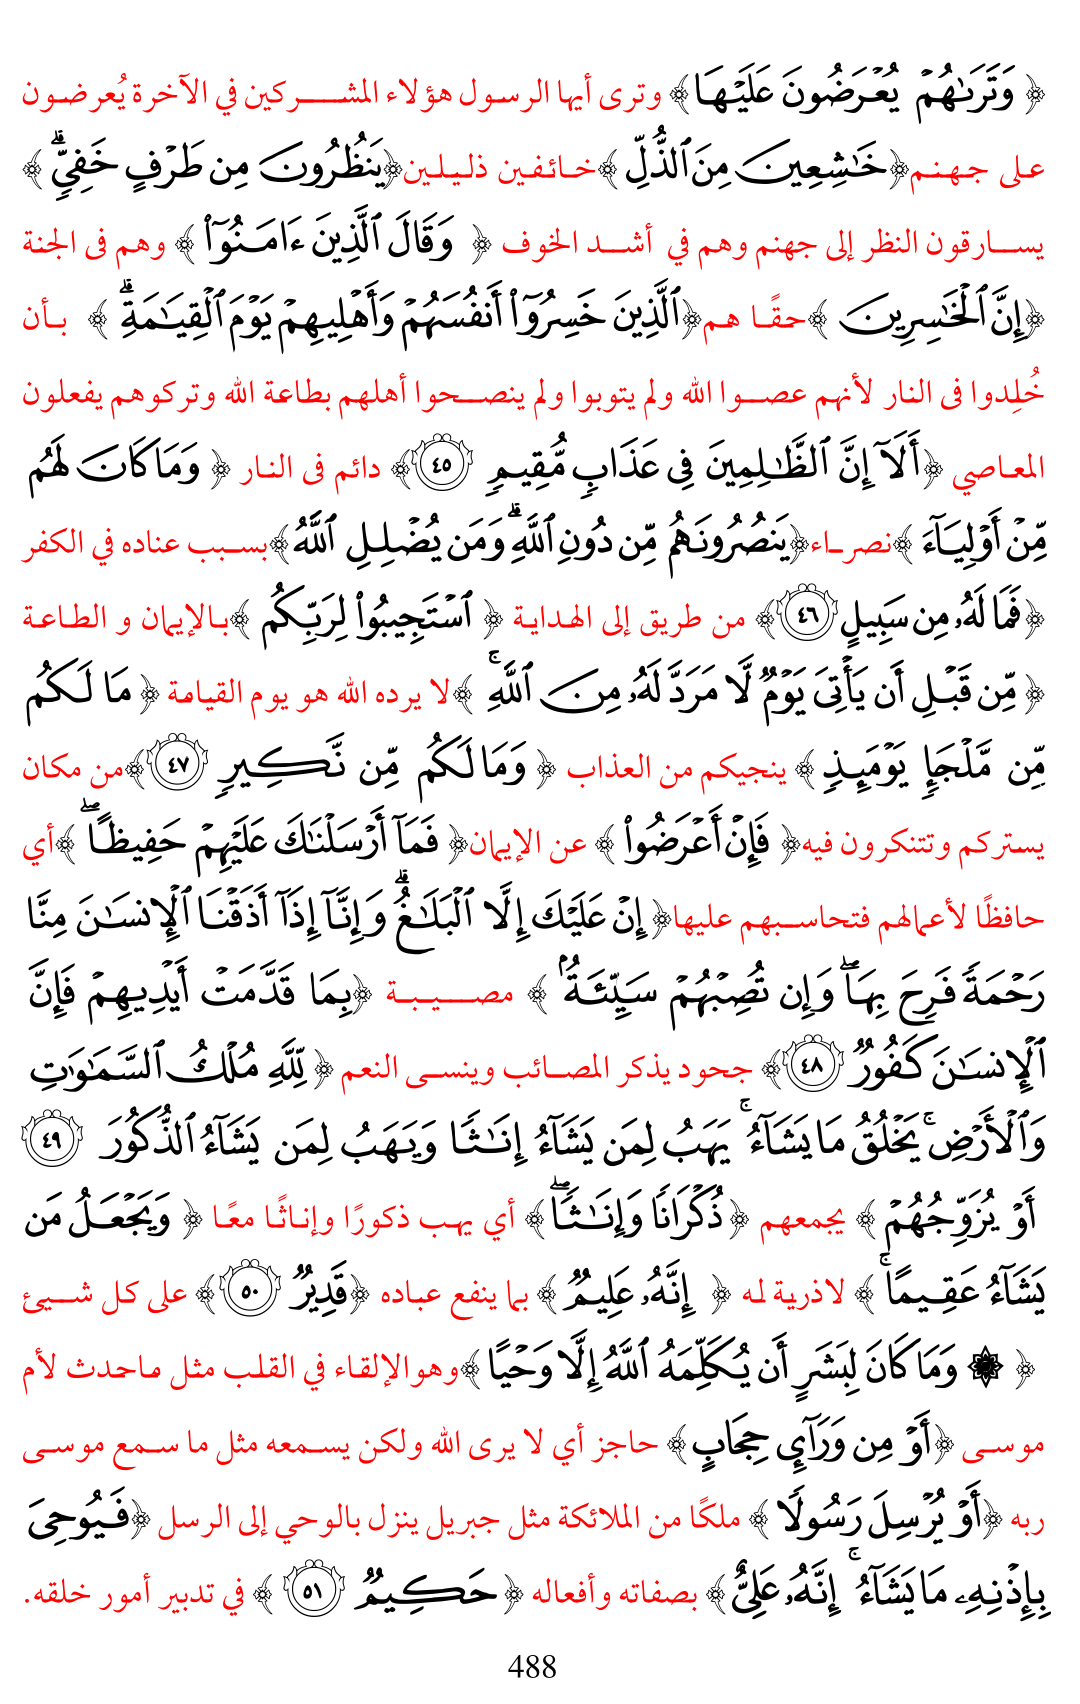 ﴿ وَتَرَىٰهُمۡ يُعۡرَضُونَ عَلَيۡهَا﴾ وترى أيها الرسول هؤلاء المشركين في الآخرة يُعرضون
على جهنم﴿خَٰشِعِينَ مِنَ ٱلذُّلِّ ﴾خائفين ذليلين﴿يَنظُرُونَ مِن طَرۡفٍ خَفِيّٖۗ ﴾
يسارقون النظر إلى جهنم وهم في أشد الخوف ﴿ وَقَالَ ٱلَّذِينَ ءَامَنُوٓاْ ﴾ وهم فى الجنة
﴿إِنَّ ٱلۡخَٰسِرِينَ ﴾حقًا هم﴿ٱلَّذِينَ خَسِرُوٓاْ أَنفُسَهُمۡ وَأَهۡلِيهِمۡ يَوۡمَ ٱلۡقِيَٰمَةِۗ ﴾ بأن
خُلِدوا فى النار لأنهم عصوا الله ولم يتوبوا ولم ينصحوا أهلهم بطاعة الله وتركوهم يفعلون
المعاصي ﴿أَلَآ إِنَّ ٱلظَّٰلِمِينَ فِي عَذَابٖ مُّقِيمٖ ٤٥﴾ دائم فى النار ﴿ وَمَا كَانَ لَهُم
مِّنۡ أَوۡلِيَآءَ ﴾نصراء﴿يَنصُرُونَهُم مِّن دُونِ ٱللَّهِۗ وَمَن يُضۡلِلِ ٱللَّهُ﴾بسبب عناده في الكفر
﴿فَمَا لَهُۥ مِن سَبِيلٍ ٤٦﴾ من طريق إلى الهداية ﴿ ٱسۡتَجِيبُواْ لِرَبِّكُم ﴾بالإيمان و الطاعة
﴿ مِّن قَبۡلِ أَن يَأۡتِيَ يَوۡمٞ لَّا مَرَدَّ لَهُۥ مِنَ ٱللَّهِۚ ﴾لا يرده الله هو يوم القيامة ﴿ مَا لَكُم
مِّن مَّلۡجَإٖ يَوۡمَئِذٖ ﴾ ينجيكم من العذاب ﴿ وَمَا لَكُم مِّن نَّكِيرٖ ٤٧﴾من مكان
يستركم وتتنكرون فيه﴿ فَإِنۡ أَعۡرَضُواْ ﴾ عن الإيمان﴿ فَمَآ أَرۡسَلۡنَٰكَ عَلَيۡهِمۡ حَفِيظًاۖ ﴾أي
حافظًا لأعمالهم فتحاسبهم عليها﴿إِنۡ عَلَيۡكَ إِلَّا ٱلۡبَلَٰغُۗ وَإِنَّآ إِذَآ أَذَقۡنَا ٱلۡإِنسَٰنَ مِنَّا
رَحۡمَةٗ فَرِحَ بِهَاۖ وَإِن تُصِبۡهُمۡ سَيِّئَةُۢ ﴾ مصيبة ﴿بِمَا قَدَّمَتۡ أَيۡدِيهِمۡ فَإِنَّ
ٱلۡإِنسَٰنَ كَفُورٞ ٤٨﴾ جحود يذكر المصائب وينسى النعم ﴿ لِّلَّهِ مُلۡكُ ٱلسَّمَٰوَٰتِ
وَٱلۡأَرۡضِۚ يَخۡلُقُ مَا يَشَآءُۚ يَهَبُ لِمَن يَشَآءُ إِنَٰثٗا وَيَهَبُ لِمَن يَشَآءُ ٱلذُّكُورَ ٤٩
أَوۡ يُزَوِّجُهُمۡ ﴾ يجمعهم ﴿ذُكۡرَانٗا وَإِنَٰثٗاۖ ﴾ أي يهب ذكورًا وإناثًا معًا ﴿ وَيَجۡعَلُ مَن
يَشَآءُ عَقِيمًاۚ ﴾ لاذرية له ﴿ إِنَّهُۥ عَلِيمٞ ﴾ بما ينفع عباده ﴿قَدِيرٞ ٥٠﴾ على كل شيئ
﴿ ۞ وَمَا كَانَ لِبَشَرٍ أَن يُكَلِّمَهُ ٱللَّهُ إِلَّا وَحۡيًا ﴾وهو الإلقاء في القلب مثل ماحدث لأم
موسى ﴿أَوۡ مِن وَرَآيِٕ حِجَابٍ ﴾ حاجز أي لا يرى الله ولكن يسمعه مثل ما سمع موسى
ربه ﴿أَوۡ يُرۡسِلَ رَسُولٗا ﴾ ملكًا من الملائكة مثل جبريل ينزل بالوحي إلى الرسل ﴿فَيُوحِيَ
بِإِذۡنِهِۦ مَا يَشَآءُۚ إِنَّهُۥ عَلِيٌّ﴾ بصفاته وأفعاله ﴿حَكِيمٞ ٥١﴾ في تدبير أمور خلقه.
488